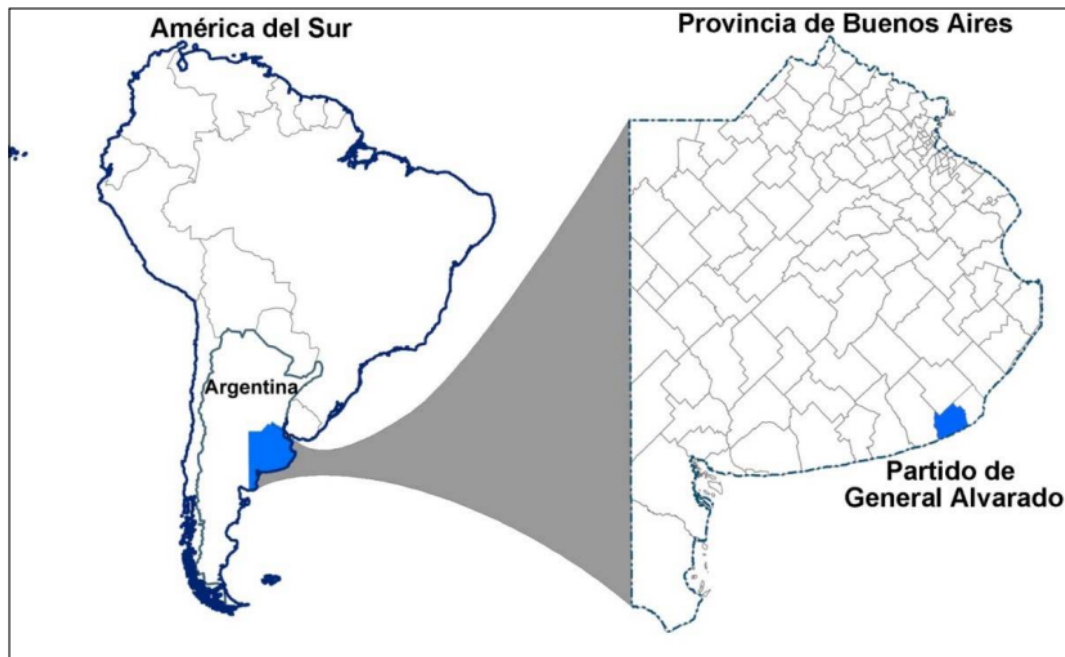 América del Sur
Provincia de Buenos Aires
Argentina
Partido de
General Alvarado